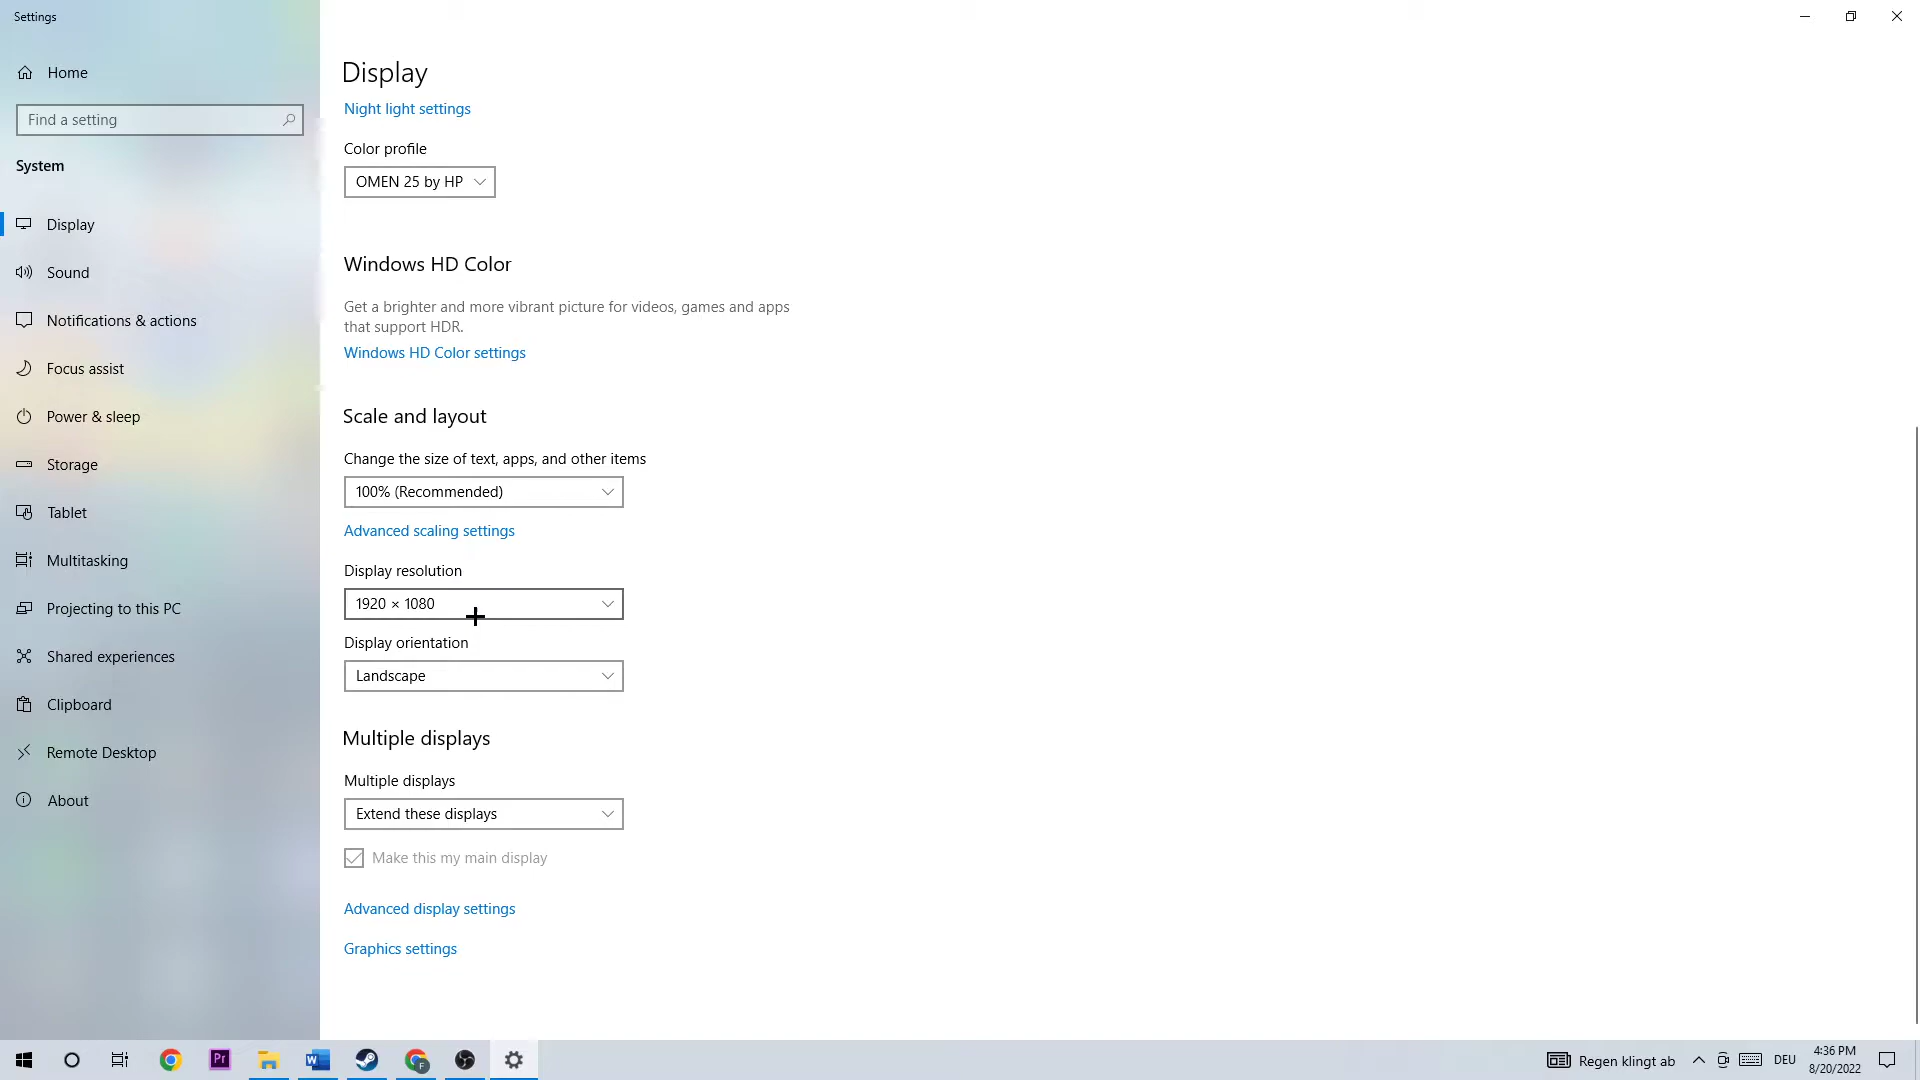 Settings
Home
Find a setting
System
Display
Sound
Notifications & actions
Focus assist
Power & sleep
Storage
Tablet
Multitasking
Projecting to this PC
Shared experiences
Clipboard
Remote Desktop
About
Display
Night light settings
Color profile
OMEN 25 by HP
Windows HD Color
Get a brighter and more vibrant picture for videos, games and apps
that support HDR.
Windows HD Color settings
Scale and layout
Change the size of text, apps, and other items
100% (Recommended)
Advanced scaling settings
Display resolution
1920 × 1080
Display orientation
Landscape
Multiple displays
Multiple displays
Extend these displays
Make this my main display
Advanced display settings
Graphics settings
Pr
W
F
Regen klingt ab
DEU
4:36 PM
8/20/2022